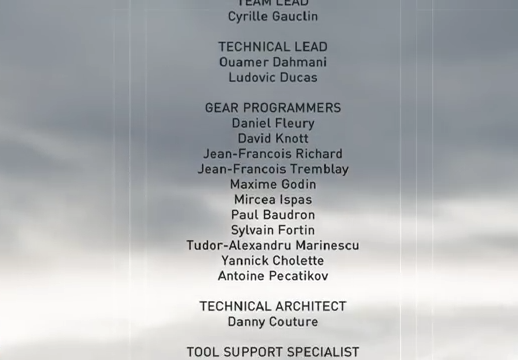 TEAM LEAD
Cyrille Gauclin
TECHNICAL LEAD
Ouamer Dahmani
Ludovic Ducas
GEAR PROGRAMMERS
Daniel Fleury
David Knott
Jean-Francois Richard
Jean-Francois Tremblay
Maxime Godin
Mircea Ispas
Paul Baudron
Sylvain Fortin
Tudor-Alexandru Marinescu
Yannick Cholette
Antoine Pecatikov
TECHNICAL ARCHITECT
Danny Couture
TOOL SUPPORT SPECIALIST